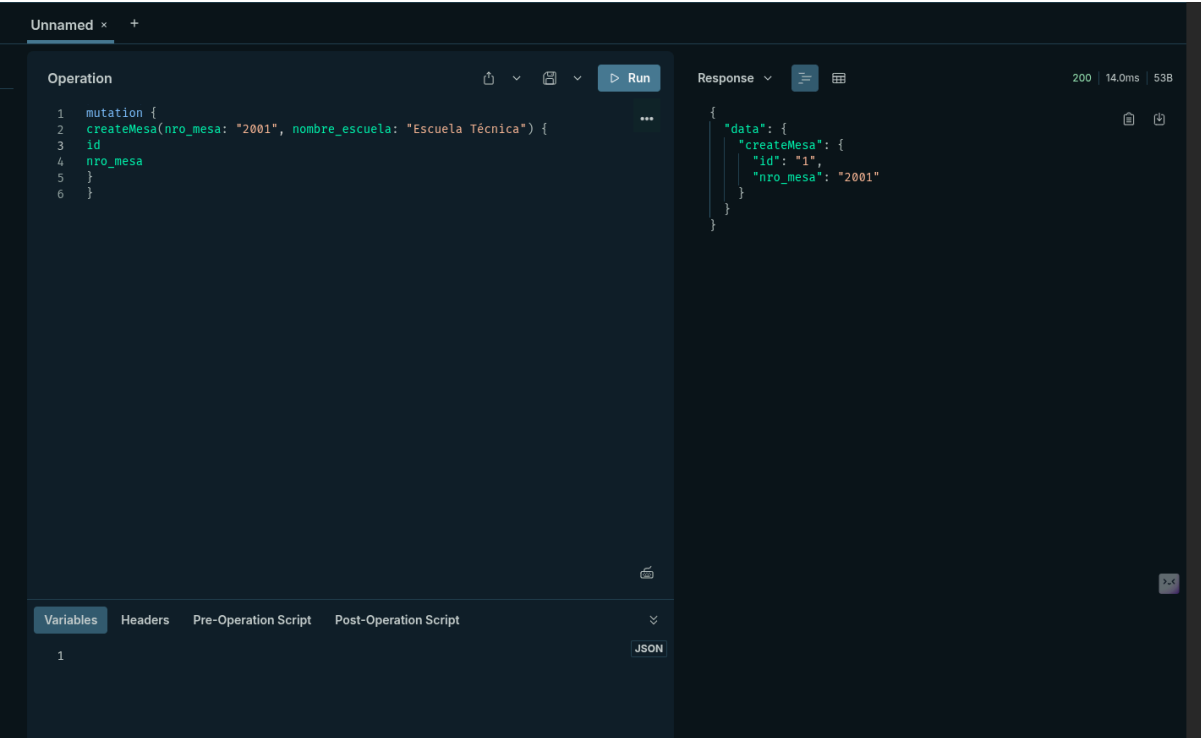 Unnamed × +
Operation
Run
1 mutation {
2 createMesa(nro_mesa: "2001", nombre_escuela: "Escuela Técnica") {
3 id
4 nro_mesa
5 }
6 }
Variables Headers Pre-Operation Script Post-Operation Script
JSON
1
Response
200 14.0ms 53B
{
"data": {
"createMesa": {
"id": "1",
"nro_mesa": "2001"
}
}
}